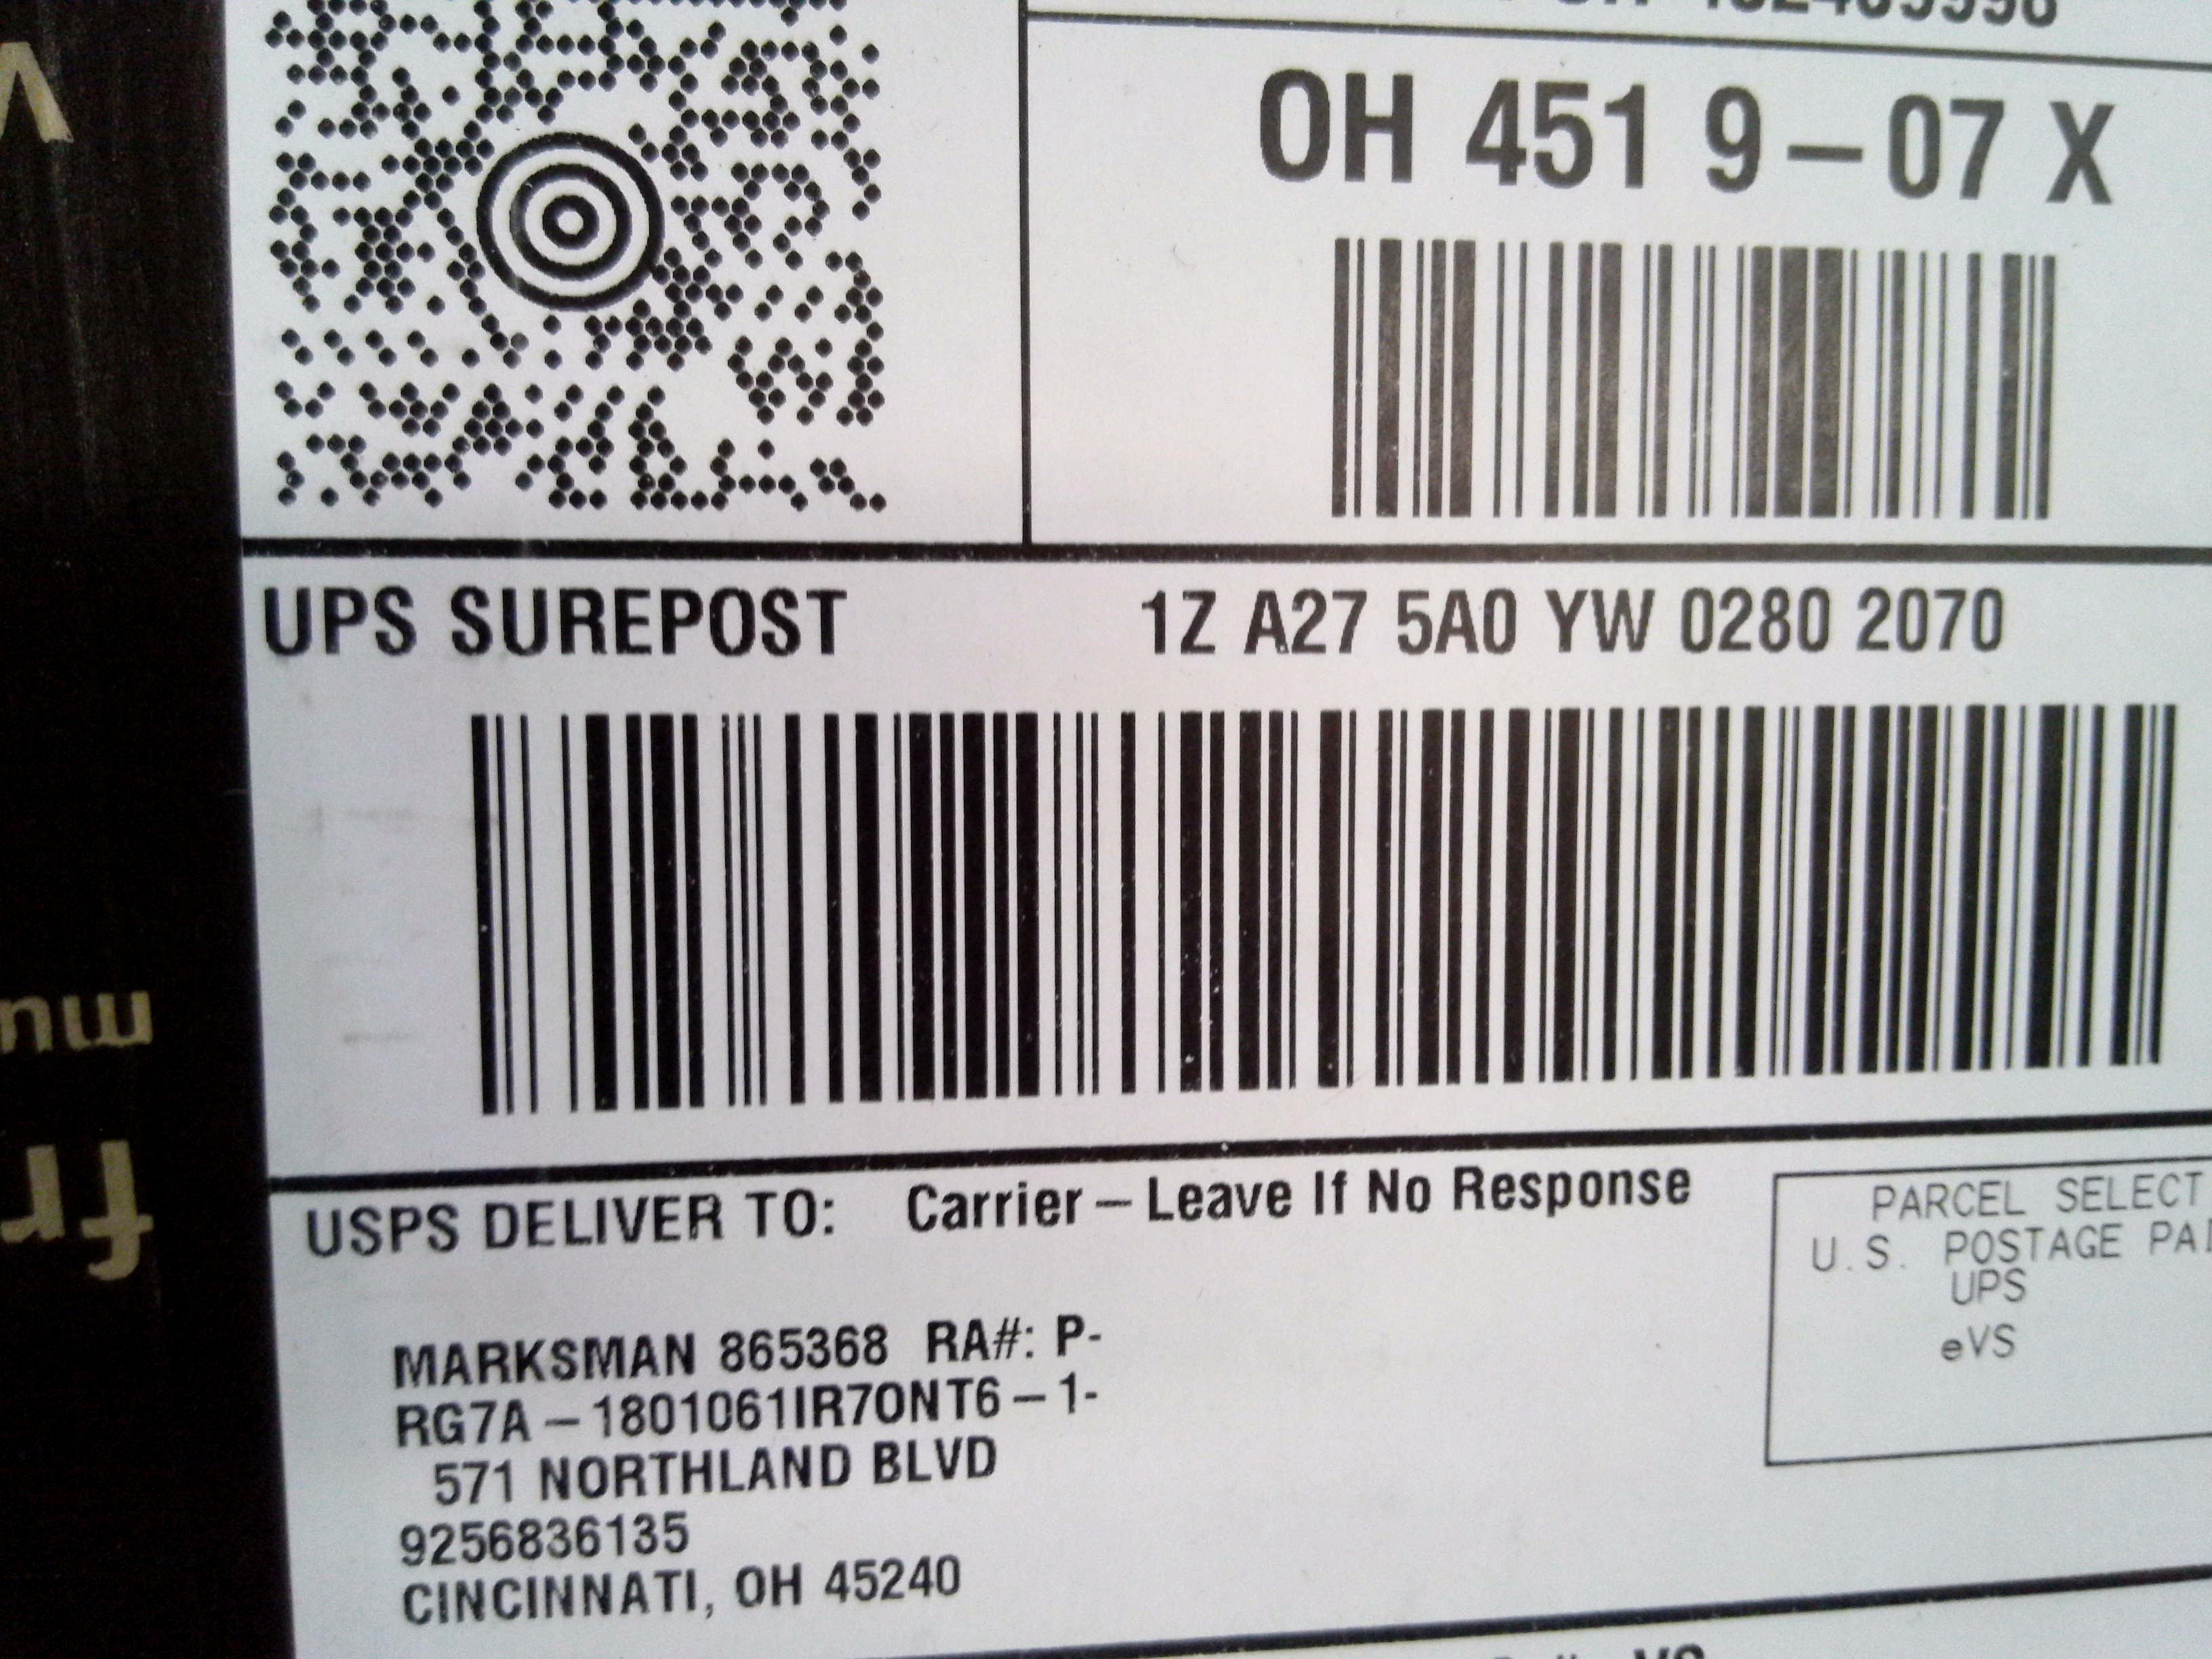 OH 451 9-07 X
UPS SUREPOST 1Z A27 5A0 YW 0280 2070
USPS DELIVER TO: Carrier - Leave If No Response
PARCEL SELECT
U.S. POSTAGE
UPS
eVS
MARKSMAN 865368 RA#: P-
RG7A - 1801061IR7ONT6 - 1-
571 NORTHLAND BLVD
9256836135
CINCINNATI, OH 45240